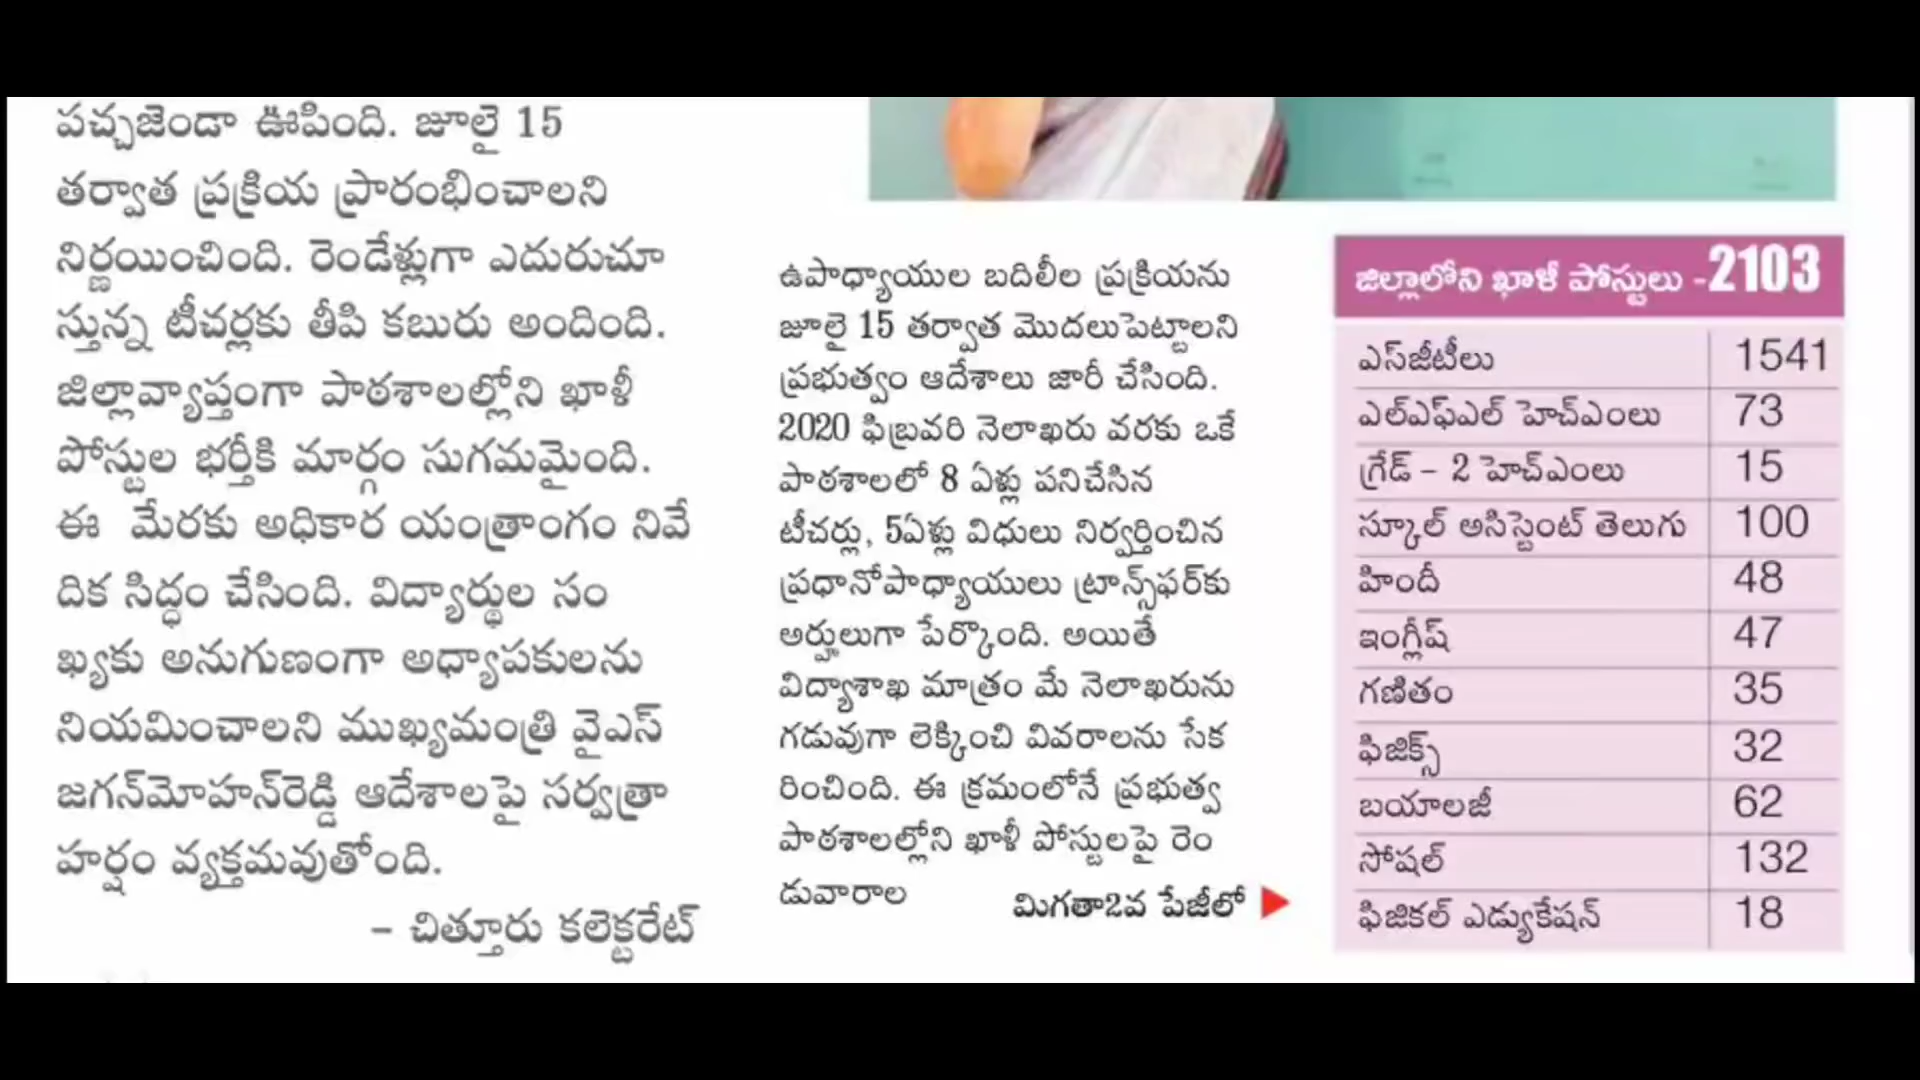 పచ్చజెండా ఊపింది. జూలై 15
తర్వాత ప్రక్రియ ప్రారంభించాలని
నిర్ణయించింది. రెండేళ్లుగా ఎదురుచూ
స్తున్న టీచర్లకు తీపి కబురు అందింది.
జిల్లావ్యాప్తంగా పాఠశాలల్లోని ఖాళీ
పోస్టుల భర్తీకి మార్గం సుగమమైంది.
ఈ మేరకు అధికార యంత్రాంగం నివే
దిక సిద్ధం చేసింది. విద్యార్థుల సం
ఖ్యకు అనుగుణంగా అధ్యాపకులను
నియమించాలని ముఖ్యమంత్రి వైఎస్
జగన్‌మోహన్‌రెడ్డి ఆదేశాలపై సర్వత్రా
హర్షం వ్యక్తమవుతోంది.
– చిత్తూరు కలెక్టరేట్
ఉపాధ్యాయుల బదిలీల ప్రక్రియను
జూలై 15 తర్వాత మొదలుపెట్టాలని
ప్రభుత్వం ఆదేశాలు జారీ చేసింది.
2020 ఫిబ్రవరి నెలాఖరు వరకు ఒకే
పాఠశాలలో 8 ఏళ్లు పనిచేసిన
టీచర్లు, 5ఏళ్లు విధులు నిర్వర్తించిన
ప్రధానోపాధ్యాయులు ట్రాన్స్‌ఫర్‌కు
అర్హులుగా పేర్కొంది. అయితే
విద్యాశాఖ మాత్రం మే నెలాఖరును
గడువుగా లెక్కించి వివరాలను సేక
రించింది. ఈ క్రమంలోనే ప్రభుత్వ
పాఠశాలల్లోని ఖాళీ పోస్టులపై రెం
డువారాల మిగతా2వ పేజీలో
జిల్లాలోని ఖాళీ పోస్టులు -2103
ఎస్‌జీటీలు 1541
ఎల్ఎఫ్ఎల్ హెచ్ఎంలు 73
గ్రేడ్ – 2 హెచ్ఎంలు 15
స్కూల్ అసిస్టెంట్ తెలుగు 100
హిందీ 48
ఇంగ్లీష్ 47
గణితం 35
ఫిజిక్స్ 32
బయాలజీ 62
సోషల్ 132
ఫిజికల్ ఎడ్యుకేషన్ 18